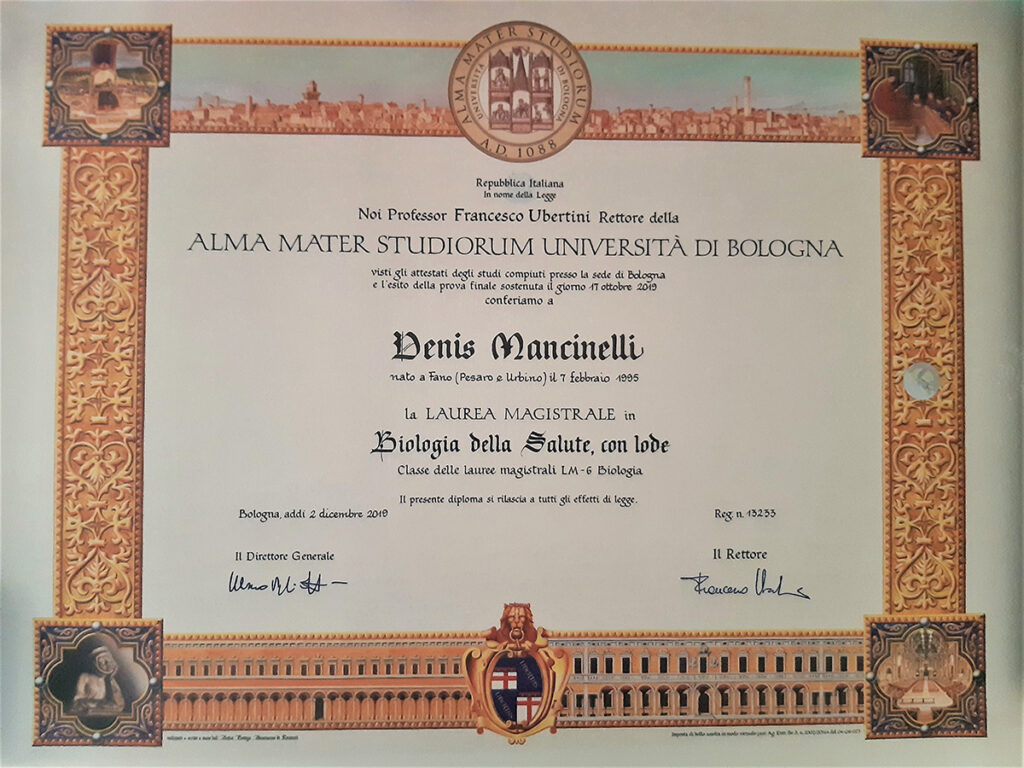 ALMA MATER STUDIORUM
UNIVERSITÀ DI BOLOGNA
A.D. 1088
Repubblica Italiana
In nome della Legge
Noi Professor Francesco Ubertini Rettore della
ALMA MATER STUDIORUM UNIVERSITÀ DI BOLOGNA
visti gli attestati degli studi compiuti presso la sede di Bologna
e l'esito della prova finale sostenuta il giorno 17 ottobre 2019
conferiamo a
Denis Mancinelli
nato a Fano (Pesaro e Urbino) il 7 febbraio 1995
la LAUREA MAGISTRALE in
Biologia della Salute, con lode
Classe delle lauree magistrali LM-6 Biologia
Il presente diploma si rilascia a tutti gli effetti di legge.
Bologna, addì 2 dicembre 2019
Reg. n. 13233
Il Direttore Generale
Il Rettore